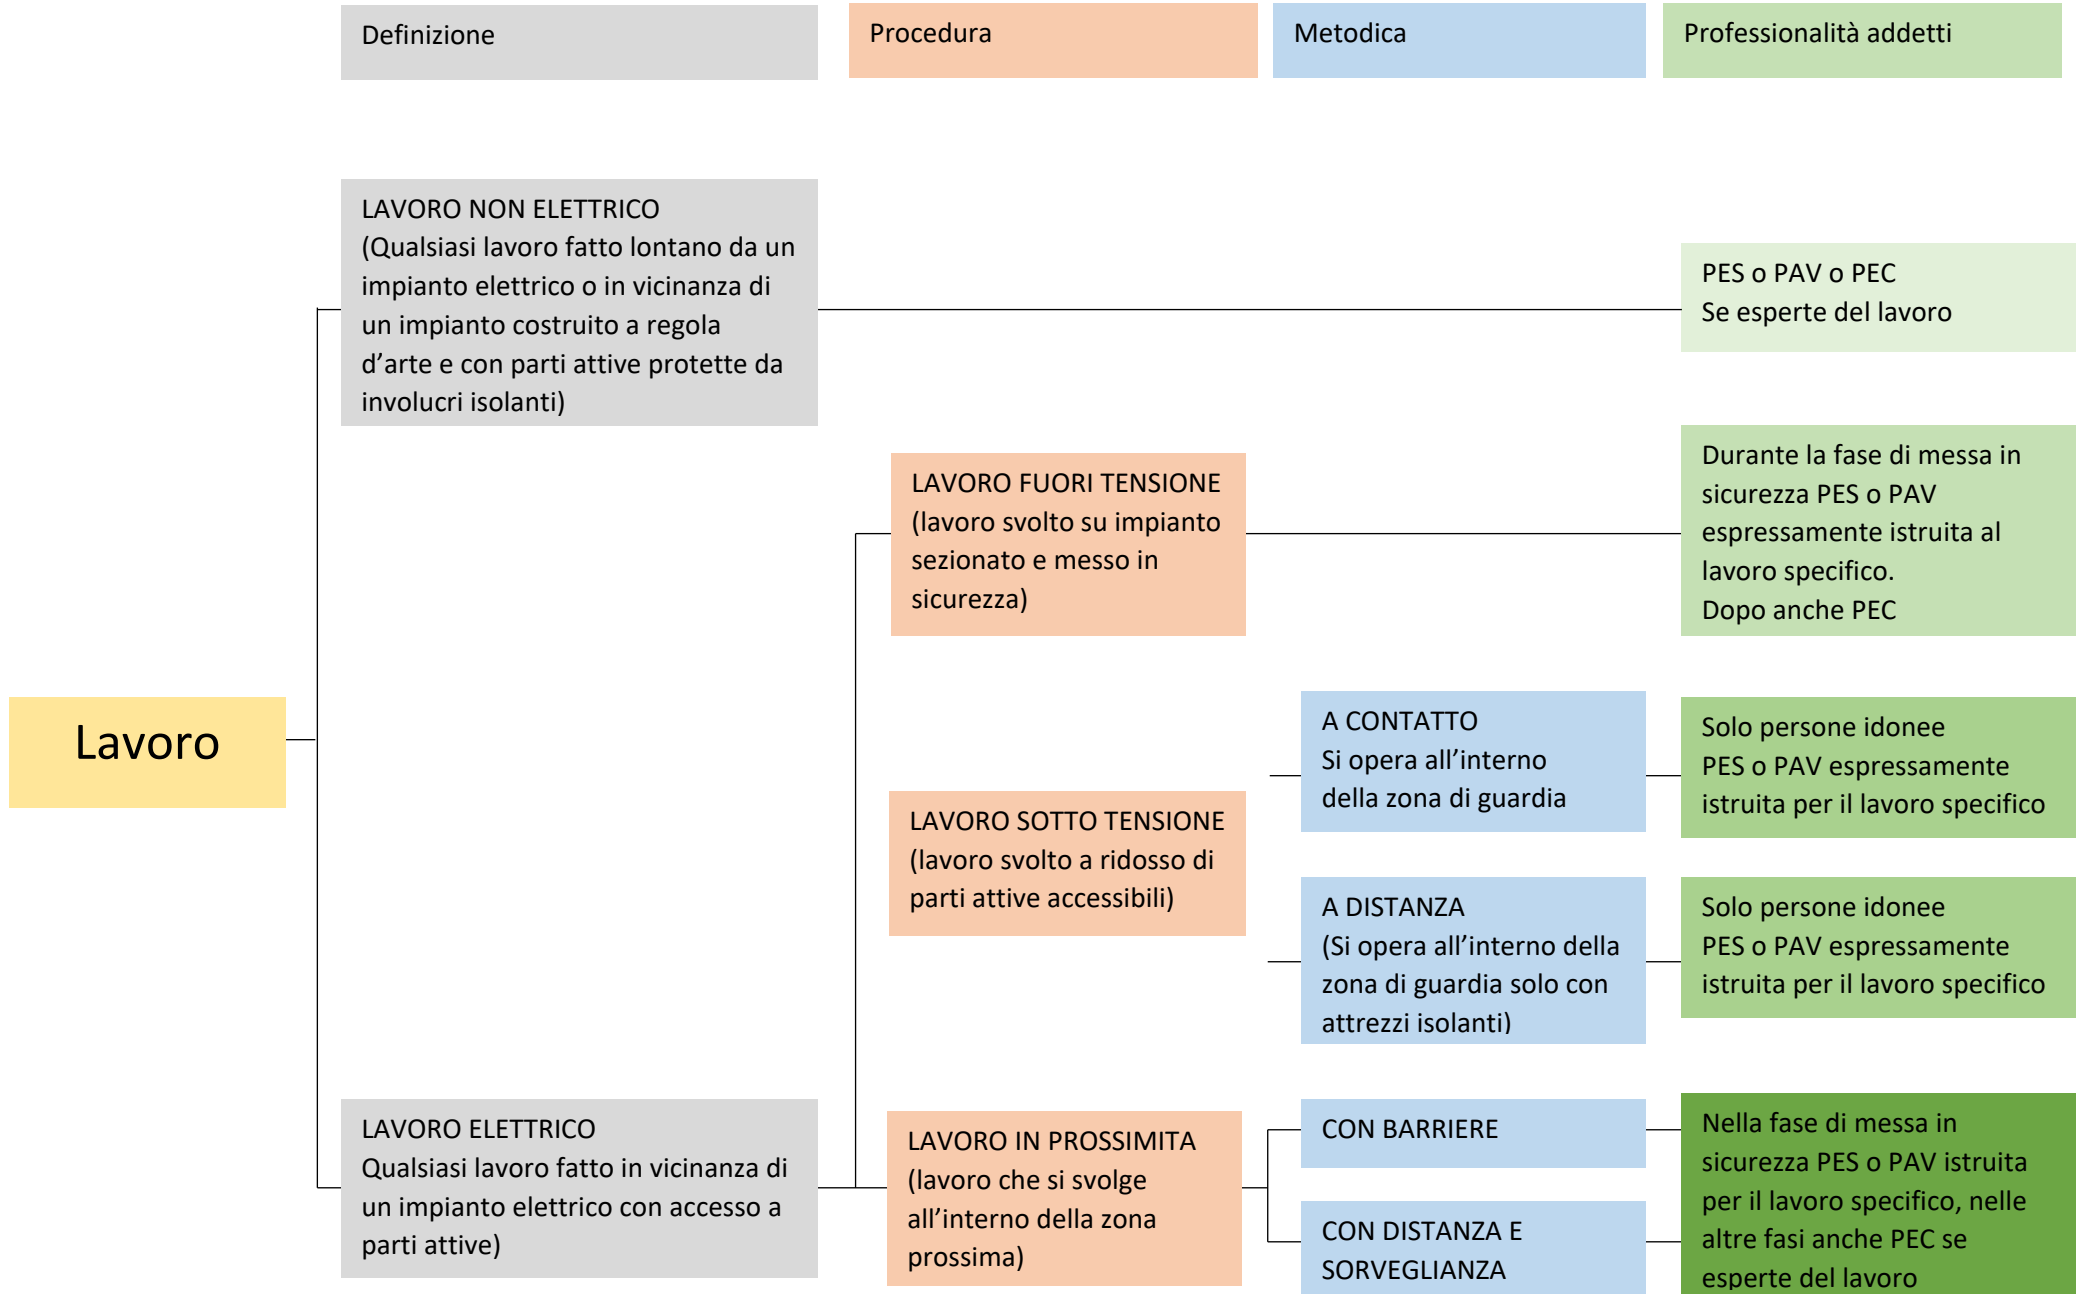 Definizione
Procedura
Metodica
Professionalità addetti
LAVORO NON ELETTRICO
(Qualsiasi lavoro fatto lontano da un
impianto elettrico o in vicinanza di
un impianto costruito a regola
d’arte e con parti attive protette da
involucri isolanti)
PES o PAV o PEC
Se esperte del lavoro
LAVORO FUORI TENSIONE
(lavoro svolto su impianto
sezionato e messo in
sicurezza)
Durante la fase di messa in
sicurezza PES o PAV
espressamente istruita al
lavoro specifico.
Dopo anche PEC
Lavoro
LAVORO SOTTO TENSIONE
(lavoro svolto a ridosso di
parti attive accessibili)
A CONTATTO
Si opera all’interno
della zona di guardia
Solo persone idonee
PES o PAV espressamente
istruita per il lavoro specifico
A DISTANZA
(Si opera all’interno della
zona di guardia solo con
attrezzi isolanti)
Solo persone idonee
PES o PAV espressamente
istruita per il lavoro specifico
LAVORO ELETTRICO
Qualsiasi lavoro fatto in vicinanza di
un impianto elettrico con accesso a
parti attive)
LAVORO IN PROSSIMITA
(lavoro che si svolge
all’interno della zona
prossima)
CON BARRIERE
CON DISTANZA E
SORVEGLIANZA
Nella fase di messa in
sicurezza PES o PAV istruita
per il lavoro specifico, nelle
altre fasi anche PEC se
esperte del lavoro